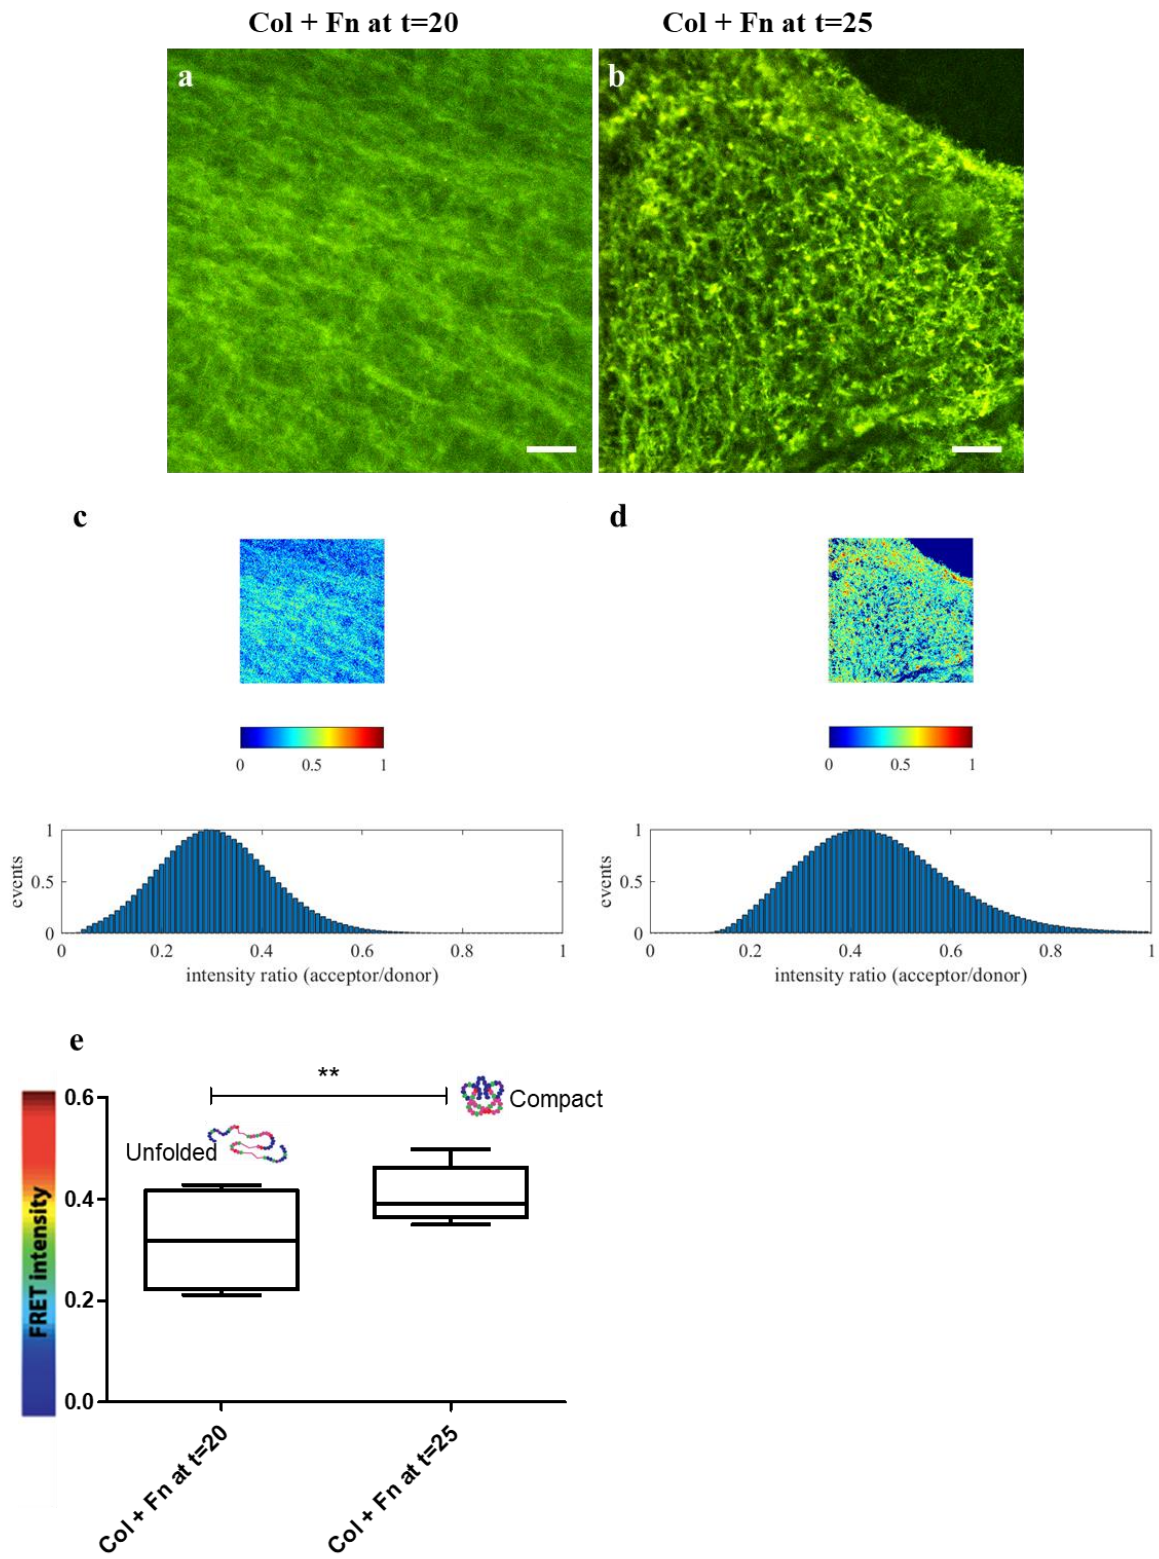 Col + Fn at t=20 Col + Fn at t=25
a b
c d
0 0.5 1 0 0.5 1
1 1
events 0.5 events 0.5
0 0
0 0.2 0.4 0.6 0.8 1 0 0.2 0.4 0.6 0.8 1
intensity ratio (acceptor/donor) intensity ratio (acceptor/donor)
e
**
0.6 Compact
Unfolded
0.4
FRET intensity
0.2
0.0
Col + Fn at t=20 Col + Fn at t=25